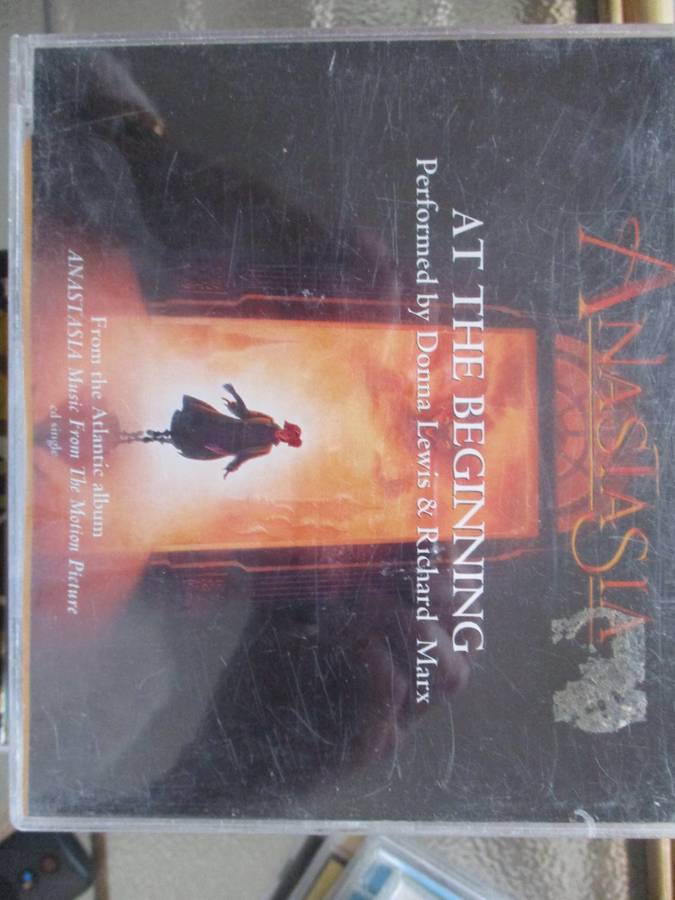 ANASTASIA
AT THE BEGINNING
Performed by Donna Lewis & Richard Marx
From the Atlantic album
ANASTASIA Music From The Motion Picture
cd single